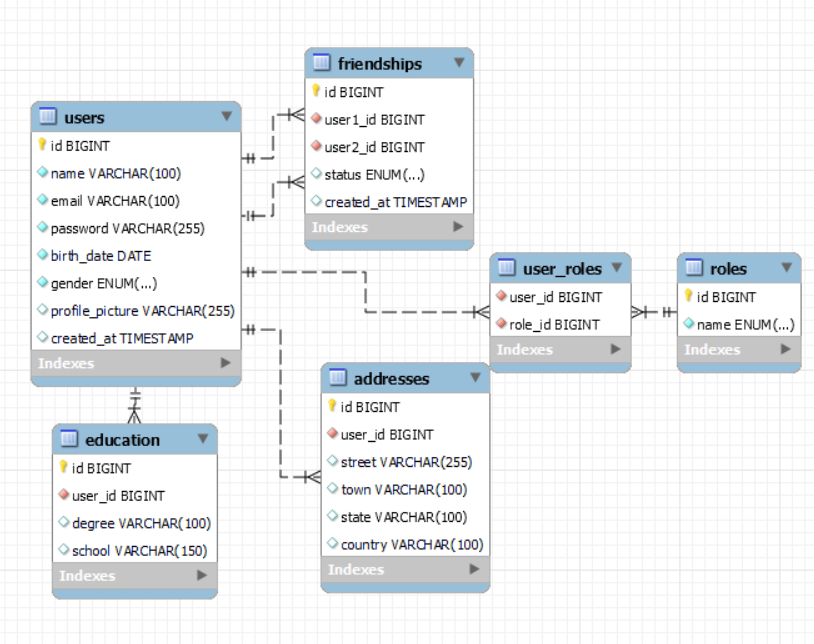 friendships
id BIGINT
user1_id BIGINT
user2_id BIGINT
status ENUM(...)
created_at TIMESTAMP
Indexes
users
id BIGINT
name VARCHAR(100)
email VARCHAR(100)
password VARCHAR(255)
birth_date DATE
gender ENUM(...)
profile_picture VARCHAR(255)
created_at TIMESTAMP
Indexes
user_roles
user_id BIGINT
role_id BIGINT
Indexes
roles
id BIGINT
name ENUM(...)
Indexes
addresses
id BIGINT
user_id BIGINT
street VARCHAR(255)
town VARCHAR(100)
state VARCHAR(100)
country VARCHAR(100)
Indexes
education
id BIGINT
user_id BIGINT
degree VARCHAR(100)
school VARCHAR(150)
Indexes